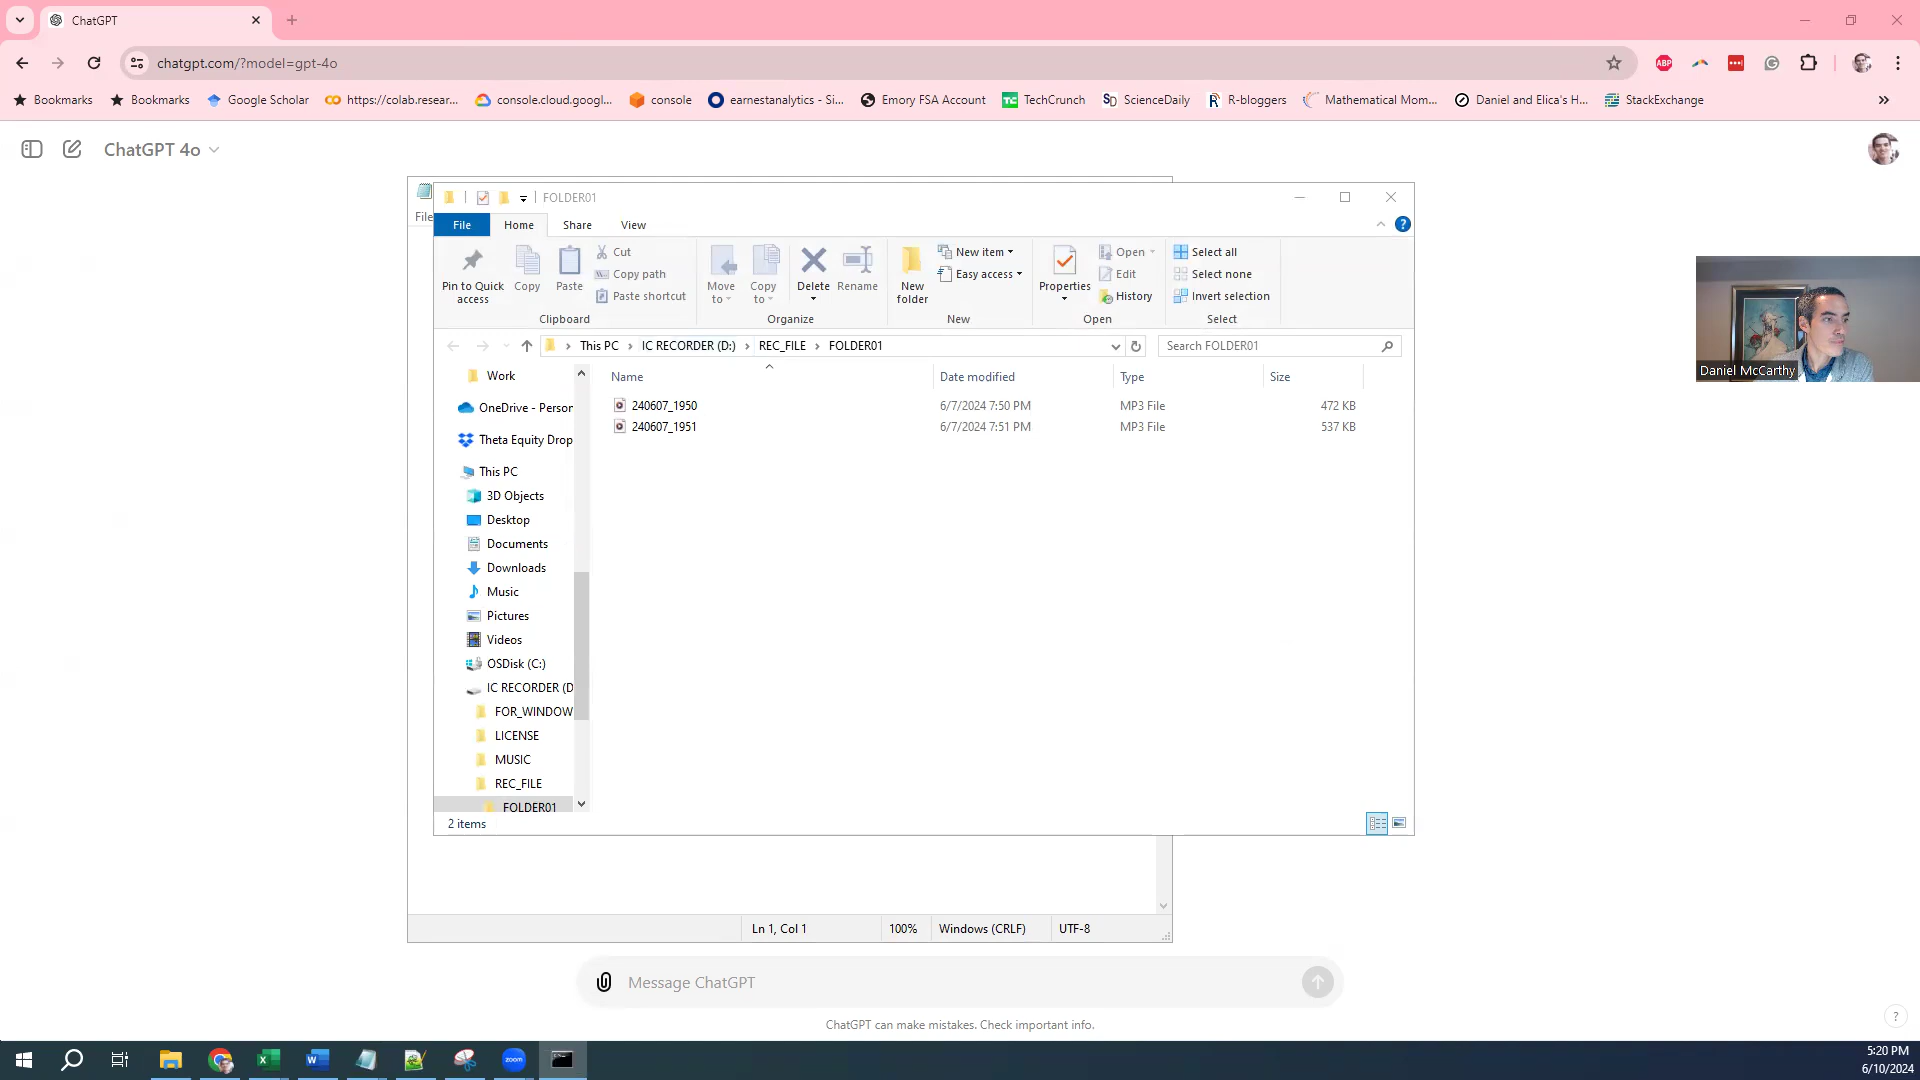 ChatGPT
chatgpt.com/?model=gpt-4o
ABP
Bookmarks Bookmarks Google Scholar https://colab.resear... console.cloud.googl... console earnestanalytics - Si... Emory FSA Account TechCrunch ScienceDaily R-bloggers Mathematical Mom... Daniel and Elica's H... StackExchange
ChatGPT 4o
FOLDER01
File
File Home Share View
Pin to Quick access
Copy
Paste
Cut
Copy path
Paste shortcut
Clipboard
Move to
Copy to
Delete
Rename
Organize
New folder
New item
Easy access
New
Properties
Open
Edit
History
Open
Select all
Select none
Invert selection
Select
This PC IC RECORDER (D:) REC_FILE FOLDER01
Search FOLDER01
Name Date modified Type Size
240607_1950 6/7/2024 7:50 PM MP3 File 472 KB
240607_1951 6/7/2024 7:51 PM MP3 File 537 KB
Work
OneDrive - Person
Theta Equity Drop
This PC
3D Objects
Desktop
Documents
Downloads
Music
Pictures
Videos
OSDisk (C:)
IC RECORDER (D
FOR_WINDOW
LICENSE
MUSIC
REC_FILE
FOLDER01
2 items
Daniel McCarthy
Ln 1, Col 1 100% Windows (CRLF) UTF-8
Message ChatGPT
ChatGPT can make mistakes. Check important info.
?
zoom
5:20 PM
6/10/2024